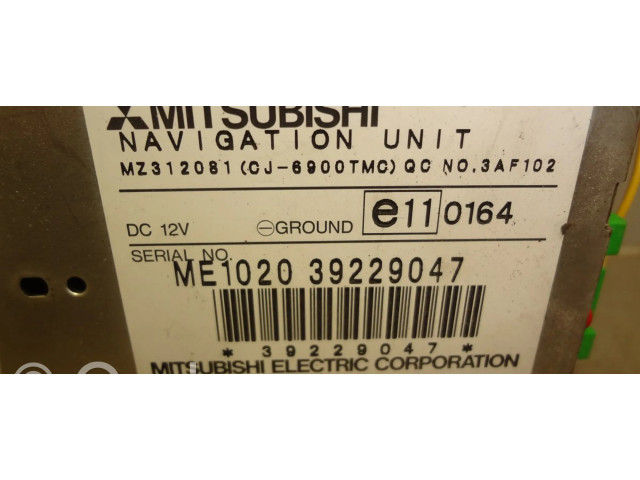 MITSUBISHI
NAVIGATION UNIT
MZ312081(CJ-6900TMC) QC NO.3AF102
DC 12V ⊖GROUND e11 0164
SERIAL NO.
ME1020 39229047
*39229047*
MITSUBISHI ELECTRIC CORPORATION